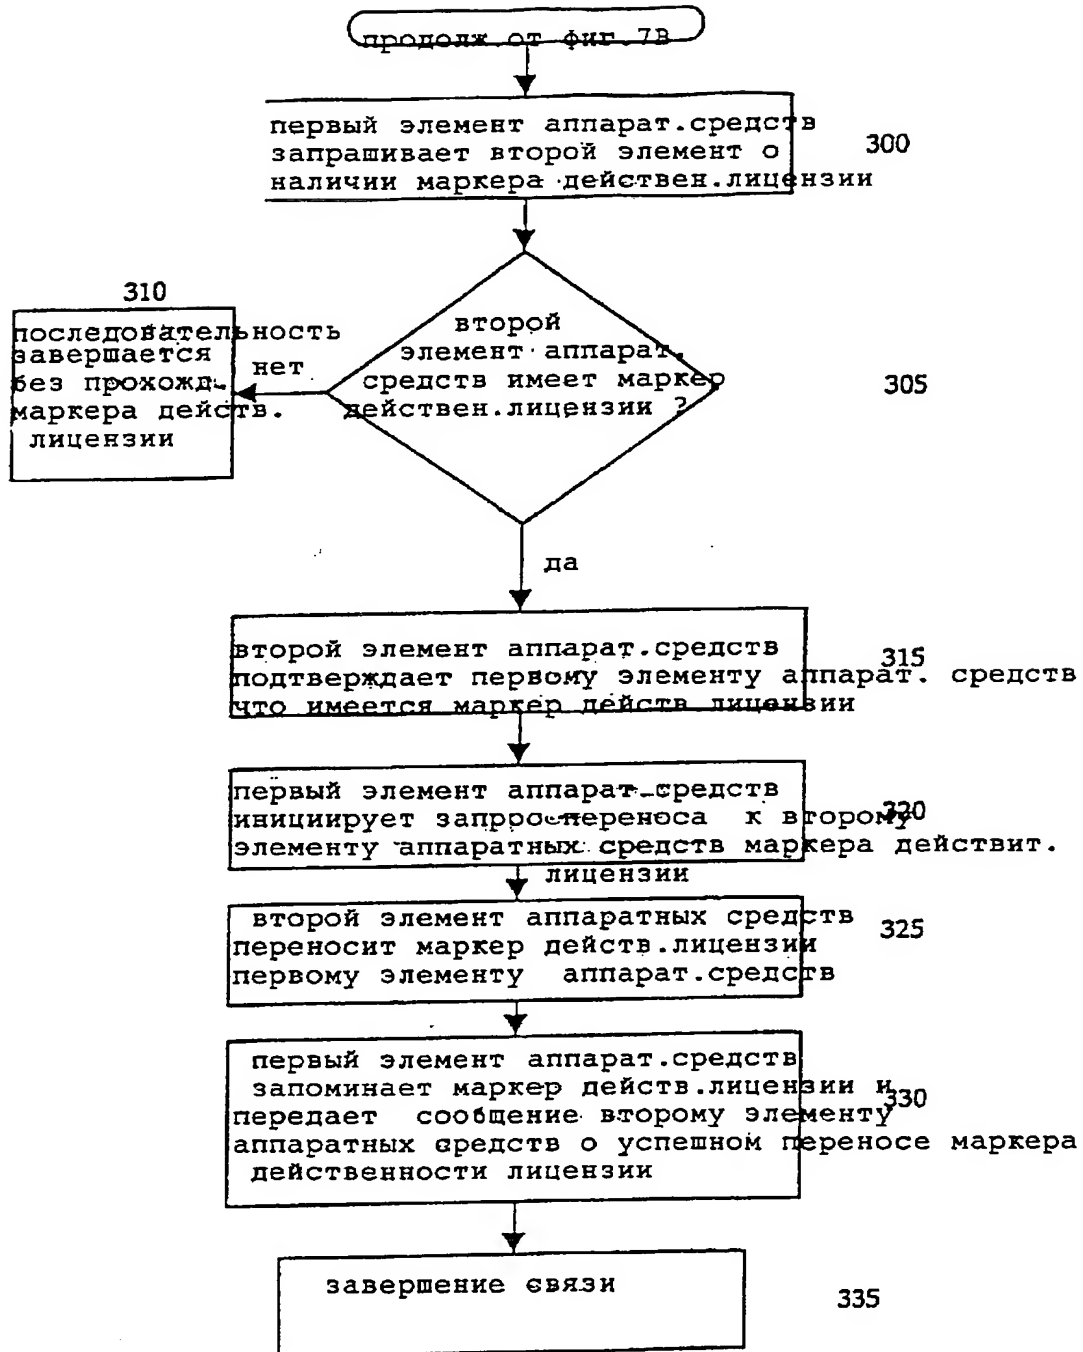 продолж.от фиг.7В
первый элемент аппарат.средств
запрашивает второй элемент о
наличии маркера действен.лицензии
300
второй
элемент аппарат.
средств имеет маркер
действен.лицензии ?
305
нет
310
последовательность
завершается
без прохожд.
маркера действ.
лицензии
да
второй элемент аппарат.средств
подтверждает первому элементу аппарат. средств
что имеется маркер действ лицензии
315
первый элемент аппарат.средств
инициирует запррос переноса к второму
элементу аппаратных средств маркера действит.
лицензии
320
второй элемент аппаратных средств
переносит маркер действ.лицензии
первому элементу аппарат.средств
325
первый элемент аппарат.средств
запоминает маркер действ.лицензии и
передает сообщение второму элементу
аппаратных средств о успешном переносе маркера
действенности лицензии
330
завершение связи
335